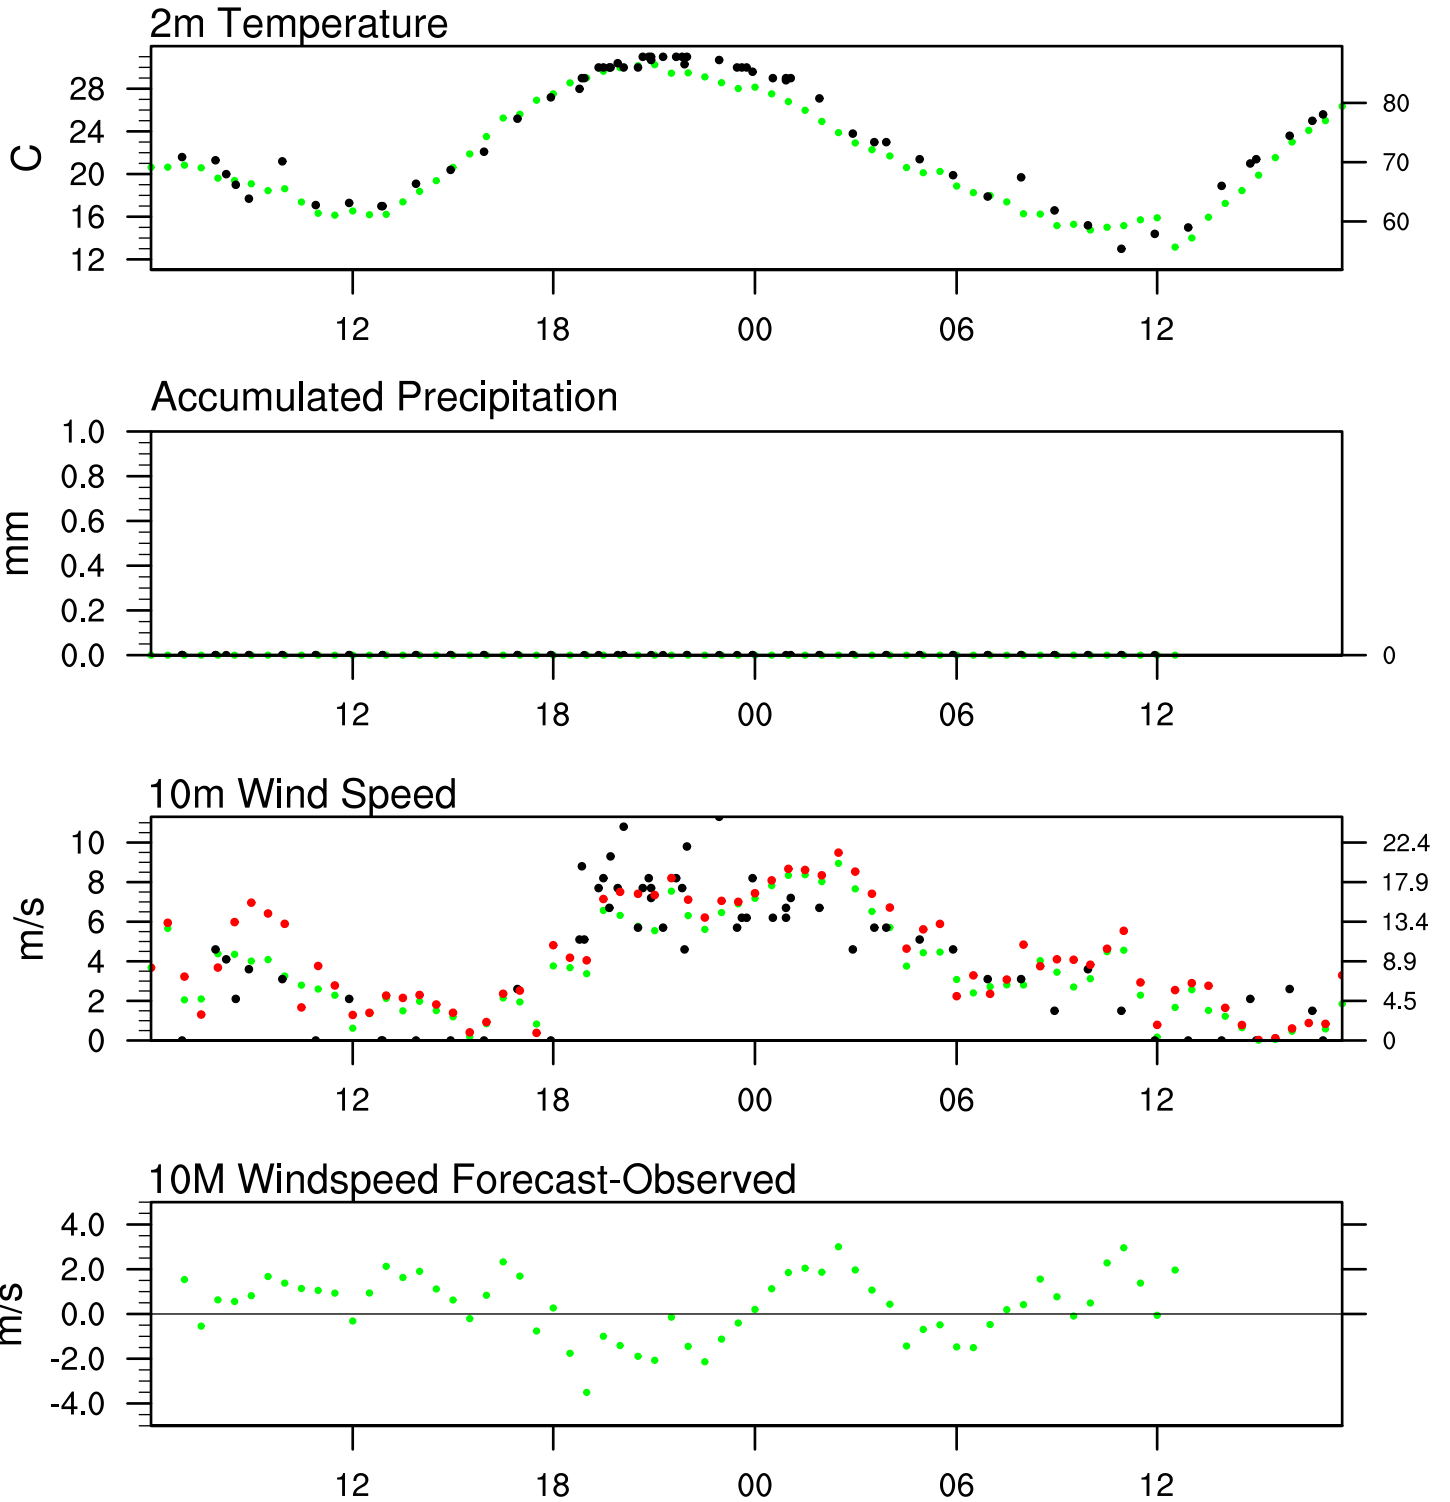 2m Temperature
C
28
24
20
16
12
80
70
60
12 18 00 06 12
Accumulated Precipitation
mm
1.0
0.8
0.6
0.4
0.2
0.0
0
12 18 00 06 12
10m Wind Speed
m/s
10
8
6
4
2
0
22.4
17.9
13.4
8.9
4.5
0
12 18 00 06 12
10M Windspeed Forecast-Observed
m/s
4.0
2.0
0.0
-2.0
-4.0
12 18 00 06 12